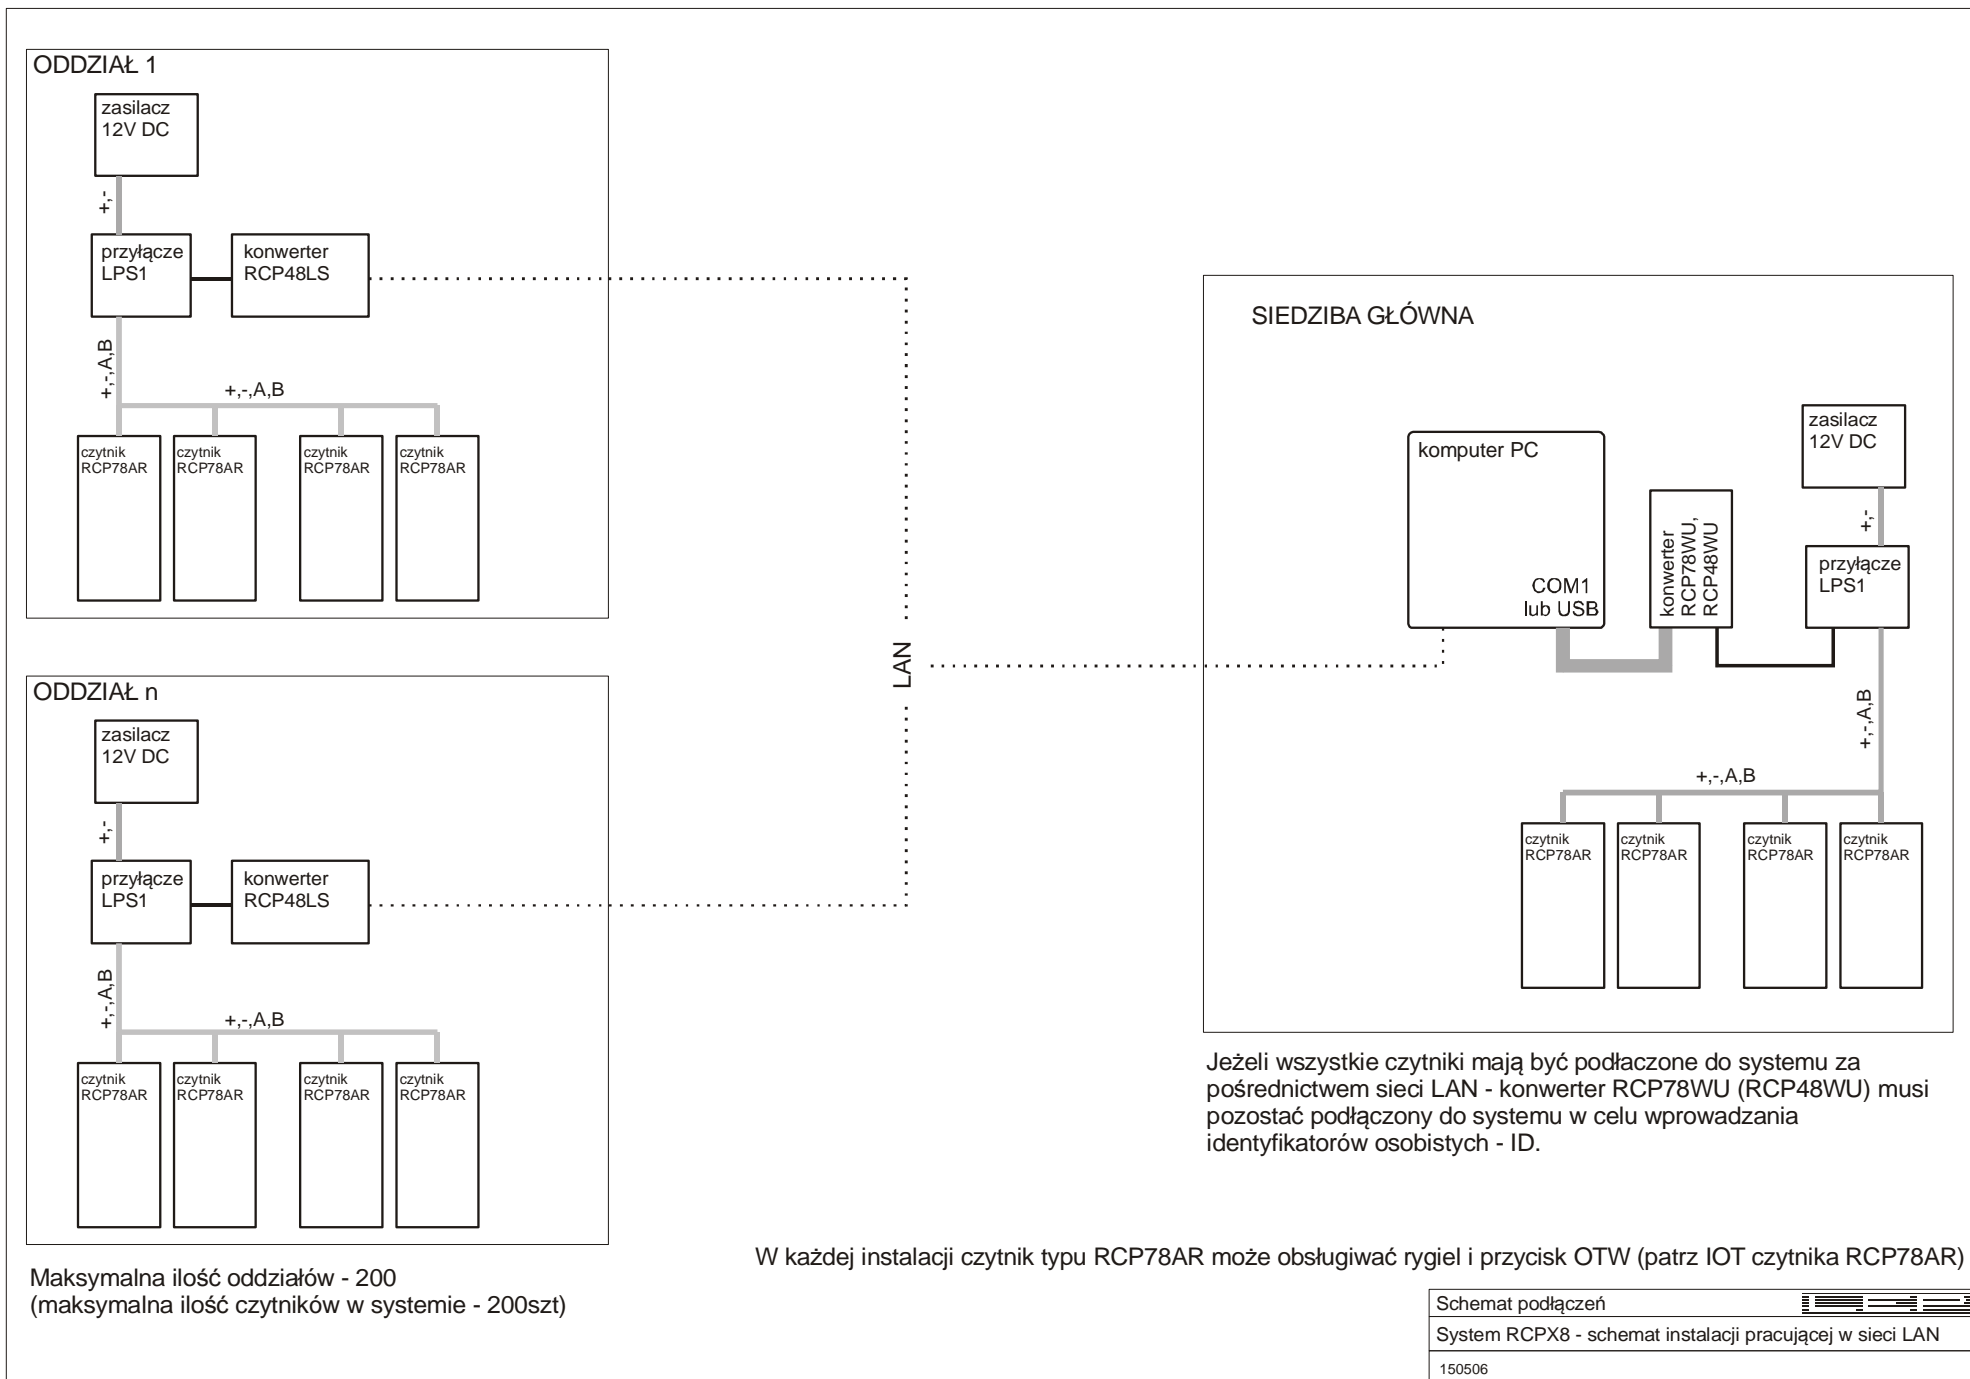 ODDZIAŁ 1
zasilacz
12V DC
+,-
przyłącze
LPS1
konwerter
RCP48LS
+,-,A,B
+,-,A,B
czytnik
RCP78AR
czytnik
RCP78AR
czytnik
RCP78AR
czytnik
RCP78AR
ODDZIAŁ n
zasilacz
12V DC
+,-
przyłącze
LPS1
konwerter
RCP48LS
+,-,A,B
+,-,A,B
czytnik
RCP78AR
czytnik
RCP78AR
czytnik
RCP78AR
czytnik
RCP78AR
Maksymalna ilość oddziałów - 200
(maksymalna ilość czytników w systemie - 200szt)
LAN
SIEDZIBA GŁÓWNA
komputer PC
COM1
lub USB
konwerter
RCP78WU,
RCP48WU
zasilacz
12V DC
+,-
przyłącze
LPS1
+,-,A,B
+,-,A,B
czytnik
RCP78AR
czytnik
RCP78AR
czytnik
RCP78AR
czytnik
RCP78AR
Jeżeli wszystkie czytniki mają być podłaczone do systemu za
pośrednictwem sieci LAN - konwerter RCP78WU (RCP48WU) musi
pozostać podłączony do systemu w celu wprowadzania
identyfikatorów osobistych - ID.
W każdej instalacji czytnik typu RCP78AR może obsługiwać rygiel i przycisk OTW (patrz IOT czytnika RCP78AR)
Schemat podłączeń
System RCPX8 - schemat instalacji pracującej w sieci LAN
150506